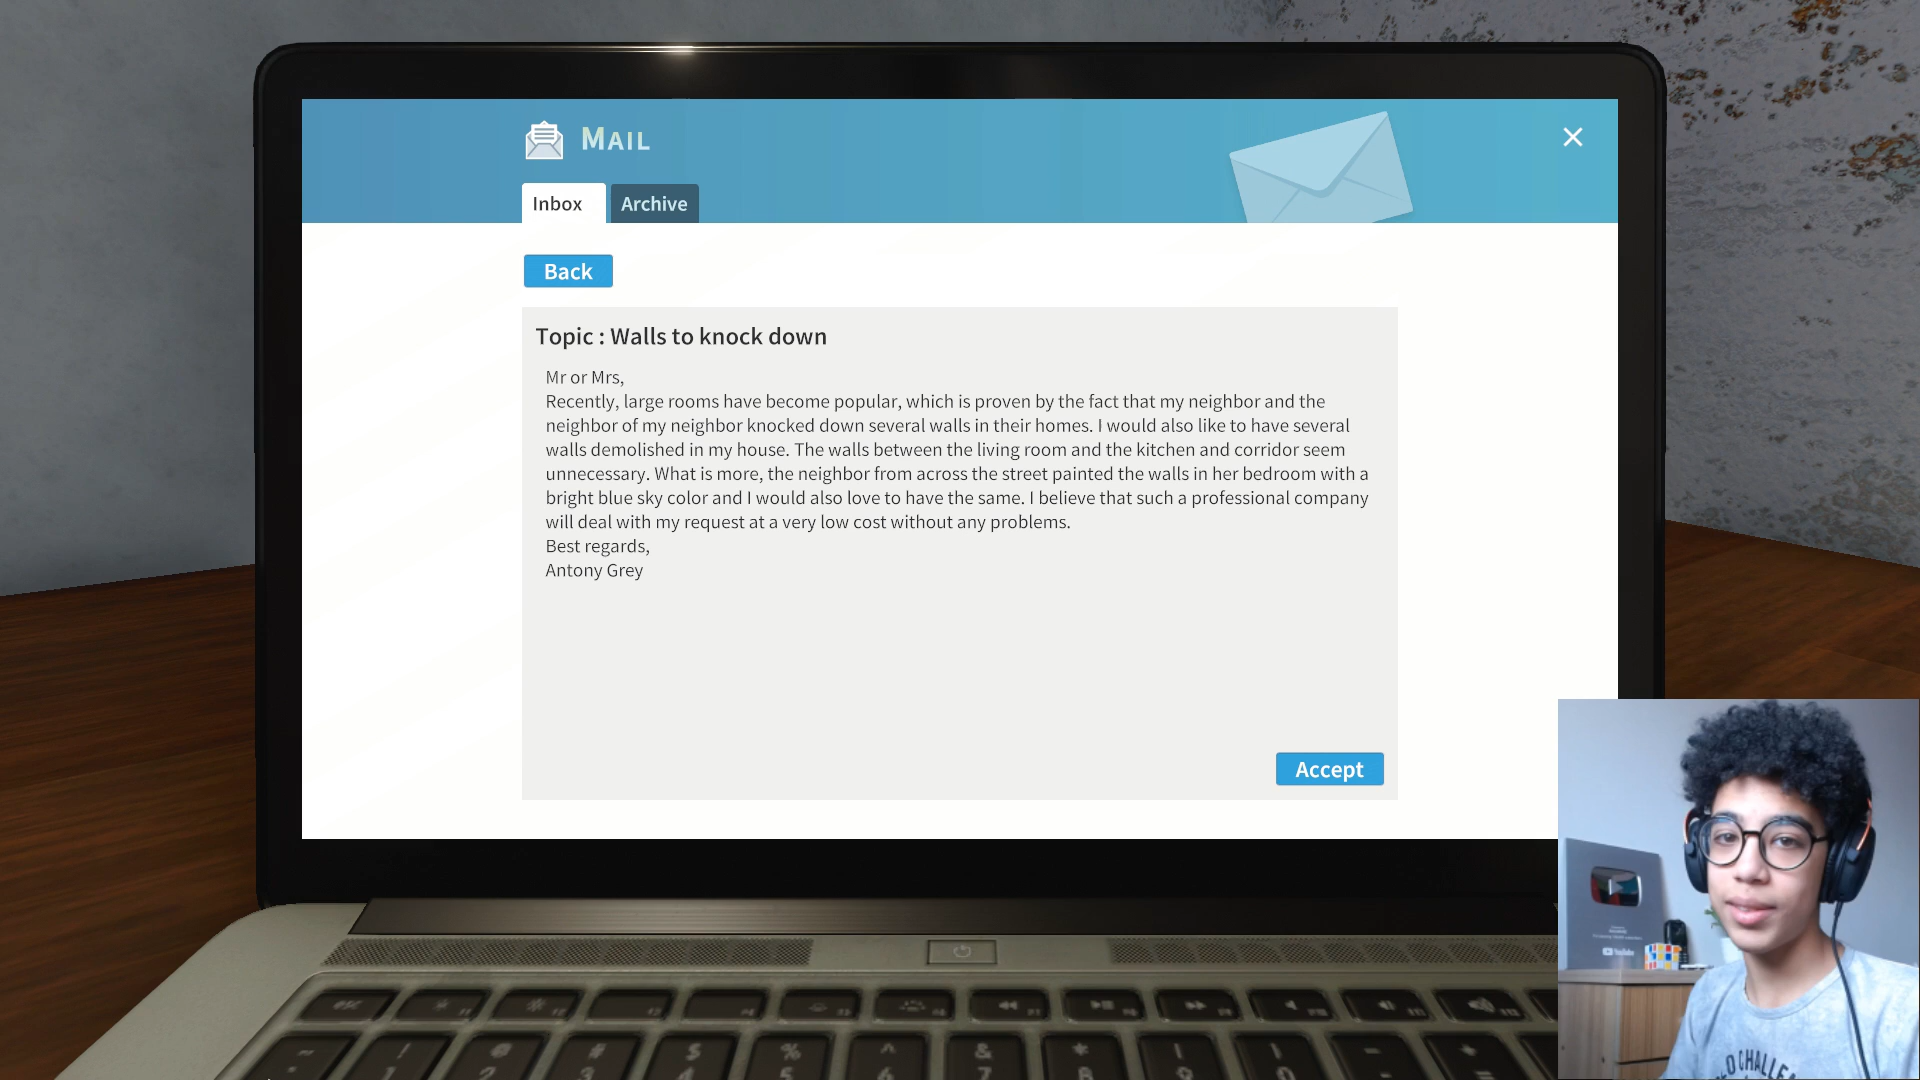 MAIL
Inbox
Archive
Back
Topic : Walls to knock down
Mr or Mrs,
Recently, large rooms have become popular, which is proven by the fact that my neighbor and the
neighbor of my neighbor knocked down several walls in their homes. I would also like to have several
walls demolished in my house. The walls between the living room and the kitchen and corridor seem
unnecessary. What is more, the neighbor from across the street painted the walls in her bedroom with a
bright blue sky color and I would also love to have the same. I believe that such a professional company
will deal with my request at a very low cost without any problems.
Best regards,
Antony Grey
Accept
YouTube
esc